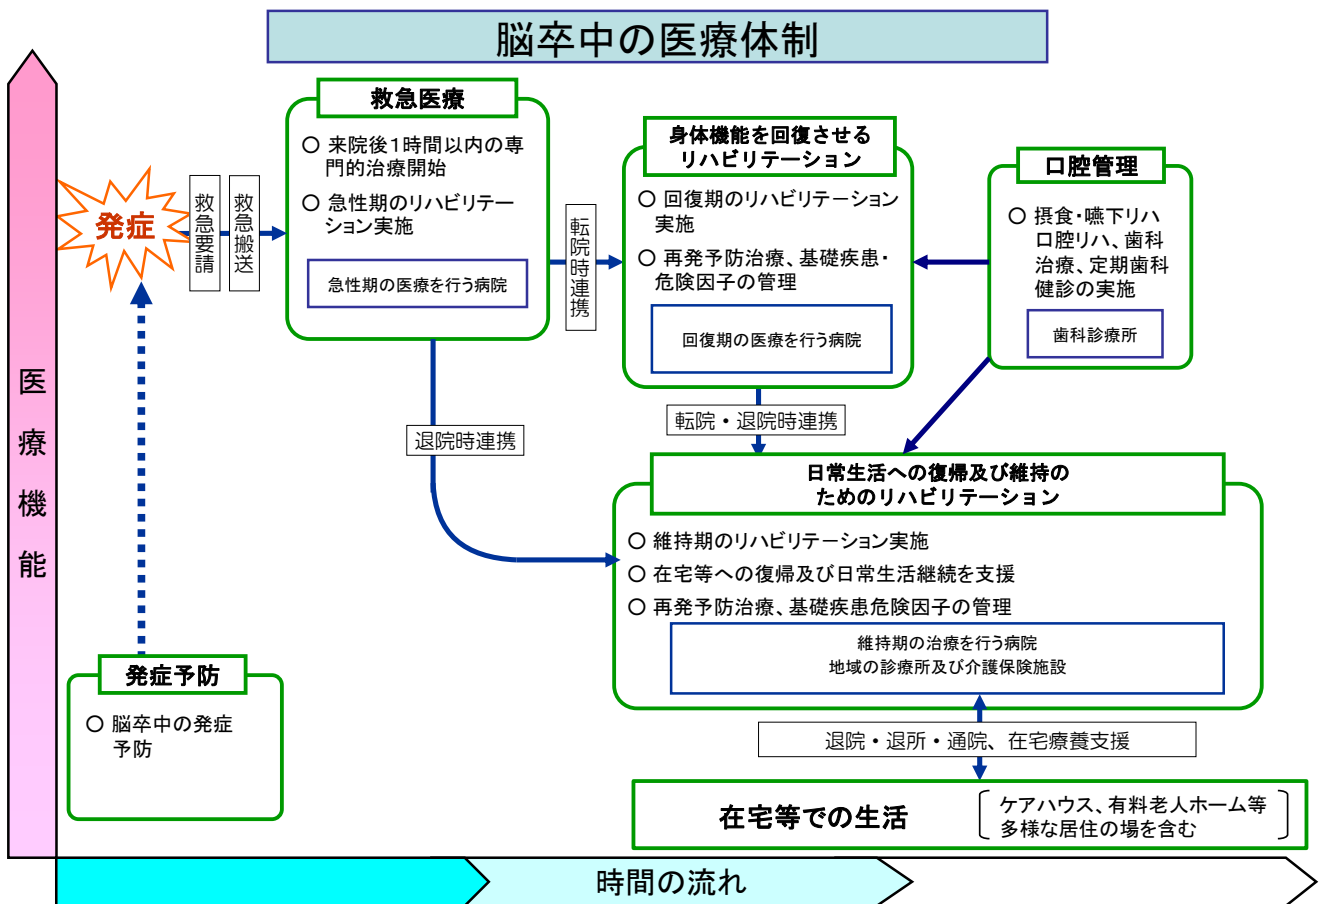 脳卒中の医療体制
救急医療
○ 来院後1時間以内の専
門的治療開始
○ 急性期のリハビリテー
ション実施
急性期の医療を行う病院
発症
救急要請
救急搬送
転院時連携
身体機能を回復させる
リハビリテーション
○ 回復期のリハビリテーション
実施
○ 再発予防治療、基礎疾患・
危険因子の管理
回復期の医療を行う病院
口腔管理
○ 摂食・嚥下リハ
口腔リハ、歯科
治療、定期歯科
健診の実施
歯科診療所
退院時連携
転院・退院時連携
日常生活への復帰及び維持の
ためのリハビリテーション
○ 維持期のリハビリテーション実施
○ 在宅等への復帰及び日常生活継続を支援
○ 再発予防治療、基礎疾患危険因子の管理
維持期の治療を行う病院
地域の診療所及び介護保険施設
発症予防
○ 脳卒中の発症
予防
退院・退所・通院、在宅療養支援
在宅等での生活
ケアハウス、有料老人ホーム等
多様な居住の場を含む
医療機能
時間の流れ